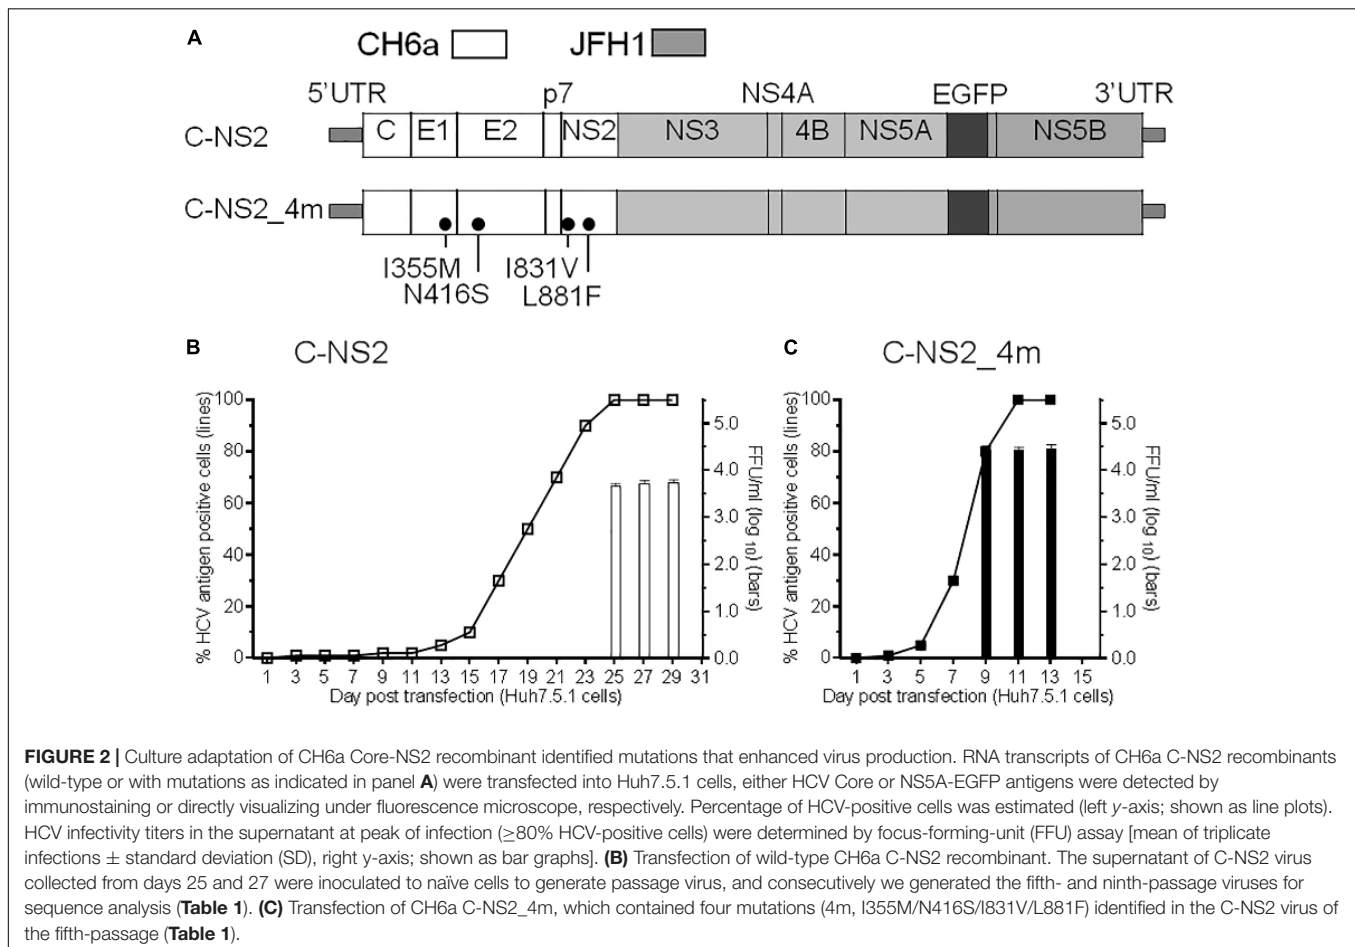 A
CH6a
JFH1
5'UTR p7 NS4A EGFP 3'UTR
C-NS2 C E1 E2 NS2 NS3 4B NS5A NS5B
C-NS2_4m
I355M I831V
N416S L881F
B C-NS2
% HCV antigen positive cells (lines)
100
80
60
40
20
0
5.0
4.0
3.0
2.0
1.0
0.0
FFU/ml (log 10) (bars)
1 3 5 7 9 11 13 15 17 19 21 23 25 27 29 31
Day post transfection (Huh7.5.1 cells)
C C-NS2_4m
% HCV antigen positive cells (lines)
100
80
60
40
20
0
5.0
4.0
3.0
2.0
1.0
0.0
FFU/ml (log 10) (bars)
1 3 5 7 9 11 13 15
Day post transfection (Huh7.5.1 cells)
FIGURE 2 | Culture adaptation of CH6a Core-NS2 recombinant identified mutations that enhanced virus production. RNA transcripts of CH6a C-NS2 recombinants
(wild-type or with mutations as indicated in panel A) were transfected into Huh7.5.1 cells, either HCV Core or NS5A-EGFP antigens were detected by
immunostaining or directly visualizing under fluorescence microscope, respectively. Percentage of HCV-positive cells was estimated (left y-axis; shown as line plots).
HCV infectivity titers in the supernatant at peak of infection (≥80% HCV-positive cells) were determined by focus-forming-unit (FFU) assay [mean of triplicate
infections ± standard deviation (SD), right y-axis; shown as bar graphs]. (B) Transfection of wild-type CH6a C-NS2 recombinant. The supernatant of C-NS2 virus
collected from days 25 and 27 were inoculated to naïve cells to generate passage virus, and consecutively we generated the fifth- and ninth-passage viruses for
sequence analysis (Table 1). (C) Transfection of CH6a C-NS2_4m, which contained four mutations (4m, I355M/N416S/I831V/L881F) identified in the C-NS2 virus of
the fifth-passage (Table 1).